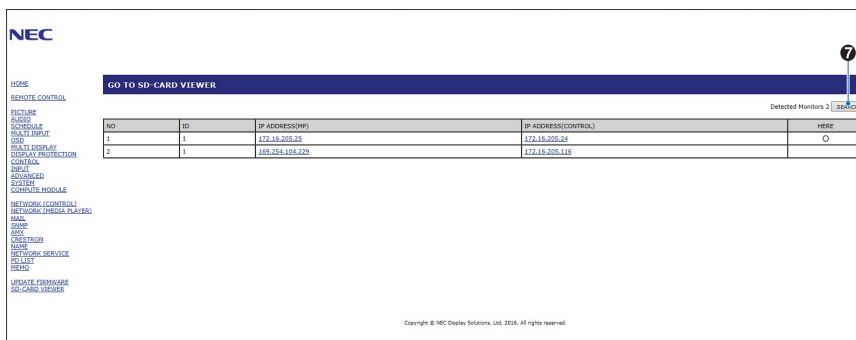 NEC
7
HOME
REMOTE CONTROL
PICTURE
AUDIO
SCHEDULE
MULTI INPUT
OSD
MULTI DISPLAY
DISPLAY PROTECTION
CONTROL
INPUT
ADVANCED
SYSTEM
COMPUTE MODULE
NETWORK (CONTROL)
NETWORK (MEDIA PLAYER)
MAIL
SNMP
AMX
CRESTRON
NAME
NETWORK SERVICE
PD LIST
MEMO
UPDATE FIRMWARE
SD-CARD VIEWER
GO TO SD-CARD VIEWER
Detected Monitors 2 SEARCH
NO ID IP ADDRESS(MP) IP ADDRESS(CONTROL) HERE
1 1 172.16.205.25 172.16.205.24 O
2 1 169.254.104.229 172.16.205.116
Copyright © NEC Display Solutions, Ltd. 2016. All rights reserved.